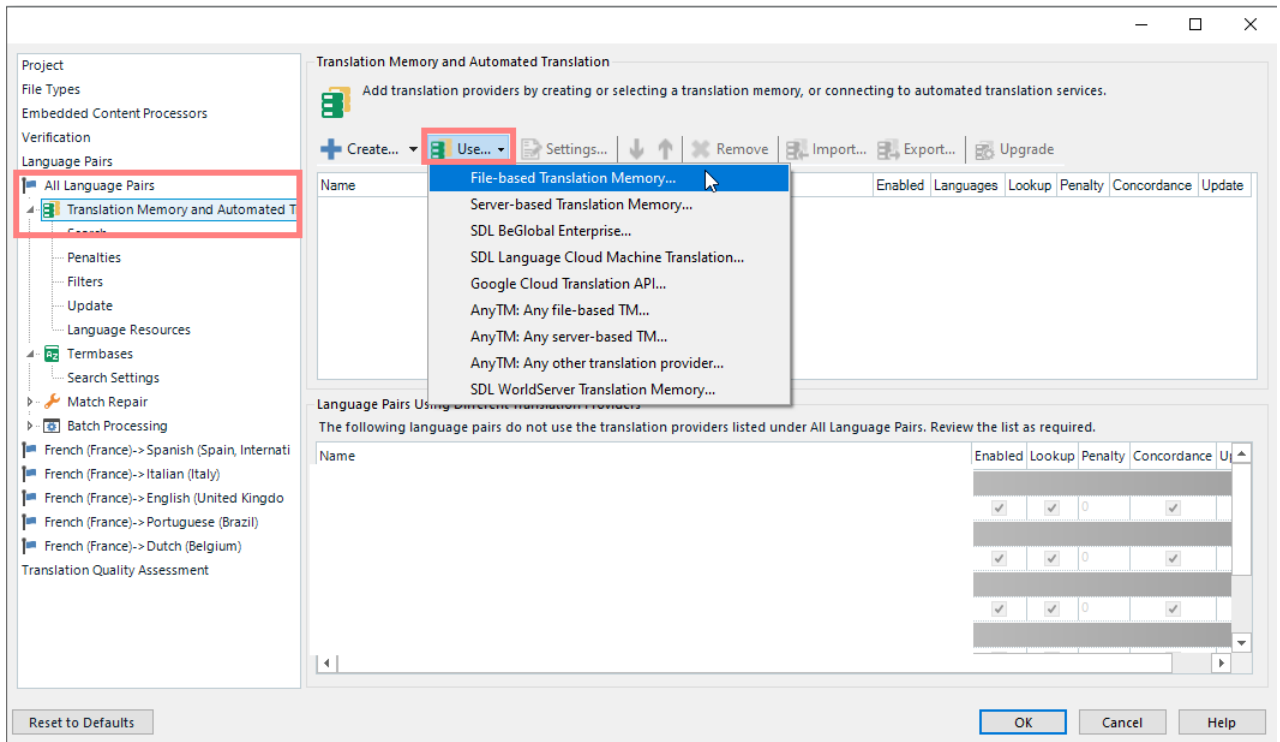 Project
File Types
Embedded Content Processors
Verification
Language Pairs
All Language Pairs
Translation Memory and Automated T
Search
Penalties
Filters
Update
Language Resources
Termbases
Search Settings
Match Repair
Batch Processing
French (France)->Spanish (Spain, Internati
French (France)->Italian (Italy)
French (France)->English (United Kingdo
French (France)->Portuguese (Brazil)
French (France)->Dutch (Belgium)
Translation Quality Assessment
Translation Memory and Automated Translation
Add translation providers by creating or selecting a translation memory, or connecting to automated translation services.
Create... Use... Settings... Remove Import... Export... Upgrade
Name Enabled Languages Lookup Penalty Concordance Update
File-based Translation Memory...
Server-based Translation Memory...
SDL BeGlobal Enterprise...
SDL Language Cloud Machine Translation...
Google Cloud Translation API...
AnyTM: Any file-based TM...
AnyTM: Any server-based TM...
AnyTM: Any other translation provider...
SDL WorldServer Translation Memory...
Language Pairs Using Different Translation Providers
The following language pairs do not use the translation providers listed under All Language Pairs. Review the list as required.
Name Enabled Lookup Penalty Concordance
0
0
0
Reset to Defaults OK Cancel Help